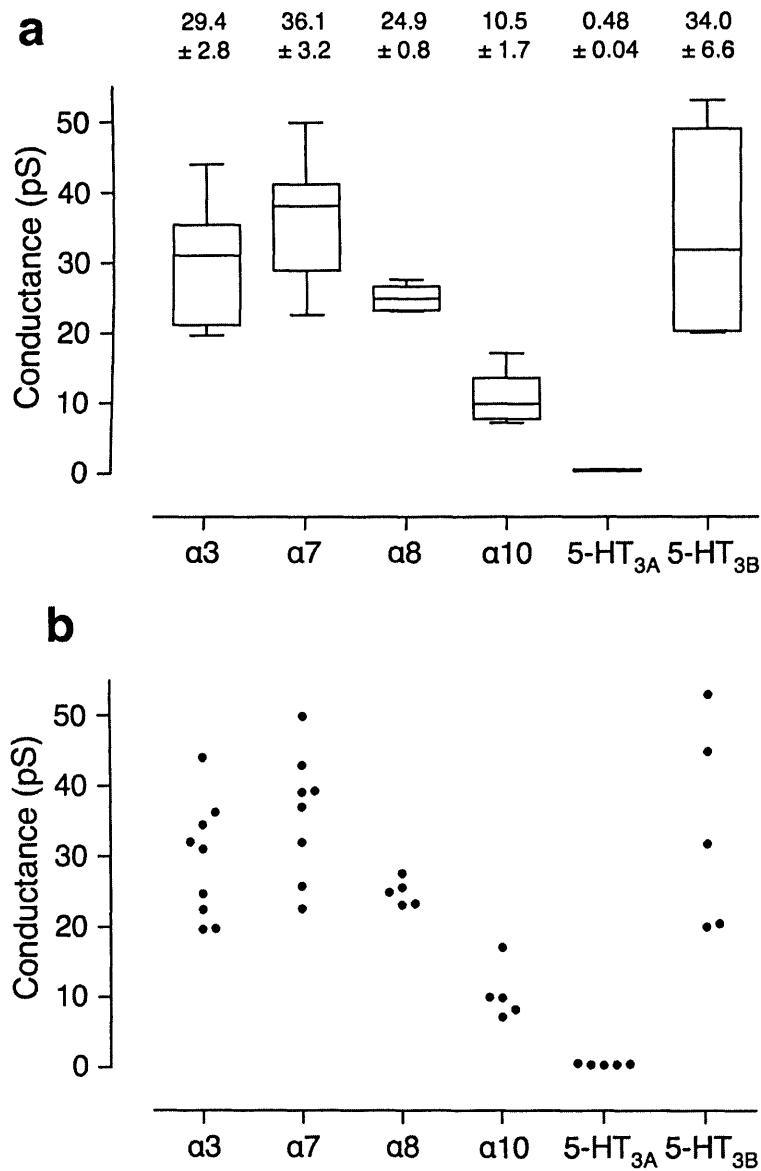 a
29.4 36.1 24.9 10.5 0.48 34.0
± 2.8 ± 3.2 ± 0.8 ± 1.7 ± 0.04 ± 6.6
Conductance (pS)
50
40
30
20
10
0
α3 α7 α8 α10 5-HT3A 5-HT3B
b
Conductance (pS)
50
40
30
20
10
0
α3 α7 α8 α10 5-HT3A 5-HT3B